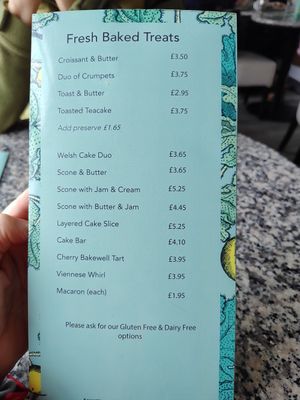 Fresh Baked Treats
Croissant & Butter £3.50
Duo of Crumpets £3.75
Toast & Butter £2.95
Toasted Teacake £3.75
Add preserve £1.65
Welsh Cake Duo £3.65
Scone & Butter £3.65
Scone with Jam & Cream £5.25
Scone with Butter & Jam £4.45
Layered Cake Slice £5.25
Cake Bar £4.10
Cherry Bakewell Tart £3.95
Viennese Whirl £3.95
Macaron (each) £1.95
Please ask for our Gluten Free & Dairy Free
options